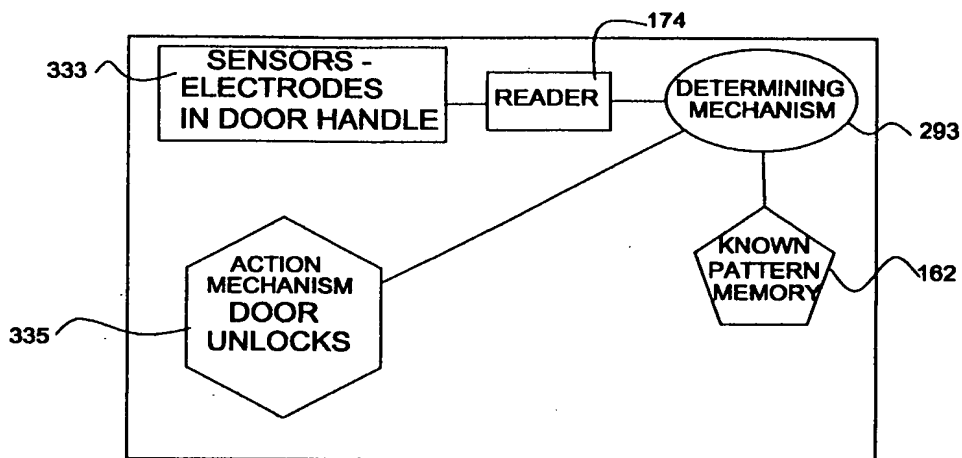 174
333
SENSORS -
ELECTRODES
IN DOOR HANDLE
READER
DETERMINING
MECHANISM
293
KNOWN
PATTERN
MEMORY
162
ACTION
MECHANISM
DOOR
UNLOCKS
335